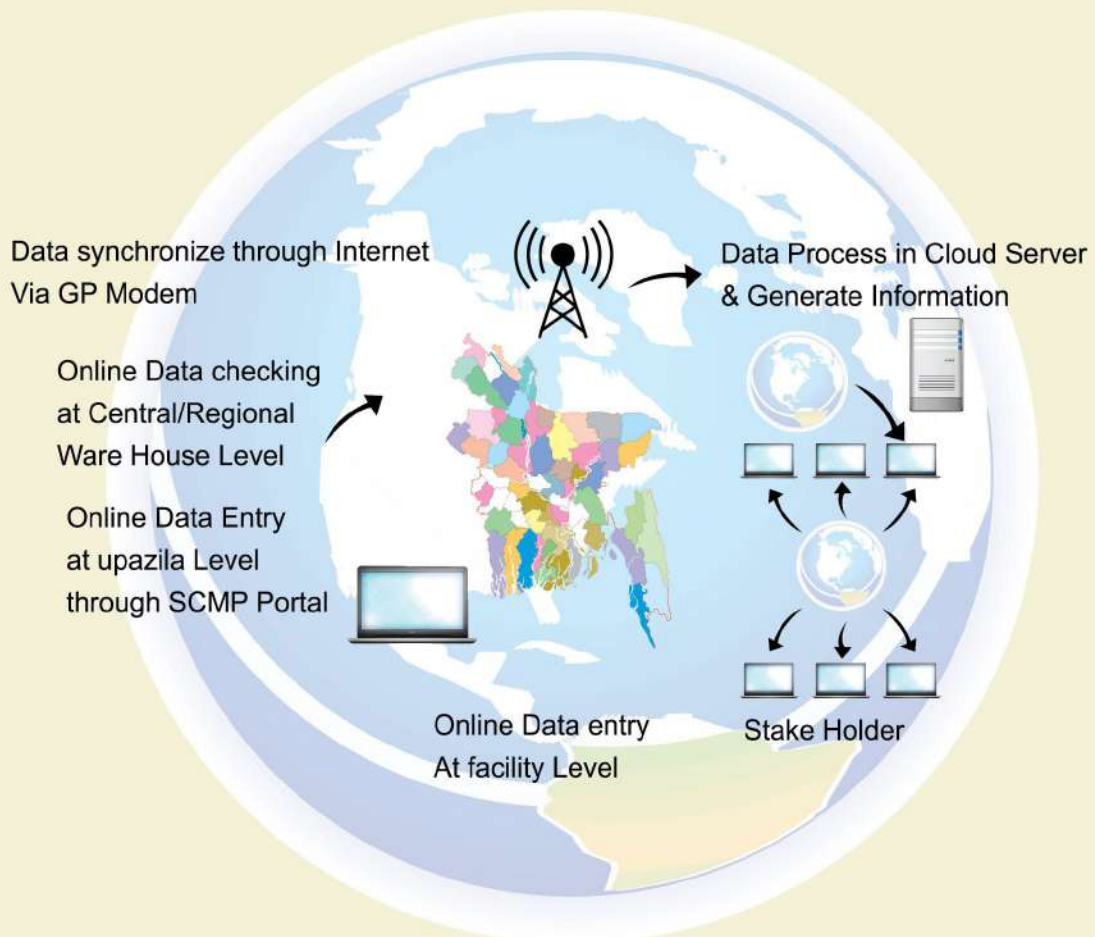 Data synchronize through Internet
Via GP Modem
Data Process in Cloud Server
& Generate Information
Online Data checking
at Central/Regional
Ware House Level
Online Data Entry
at upazila Level
through SCMP Portal
Online Data entry
At facility Level
Stake Holder